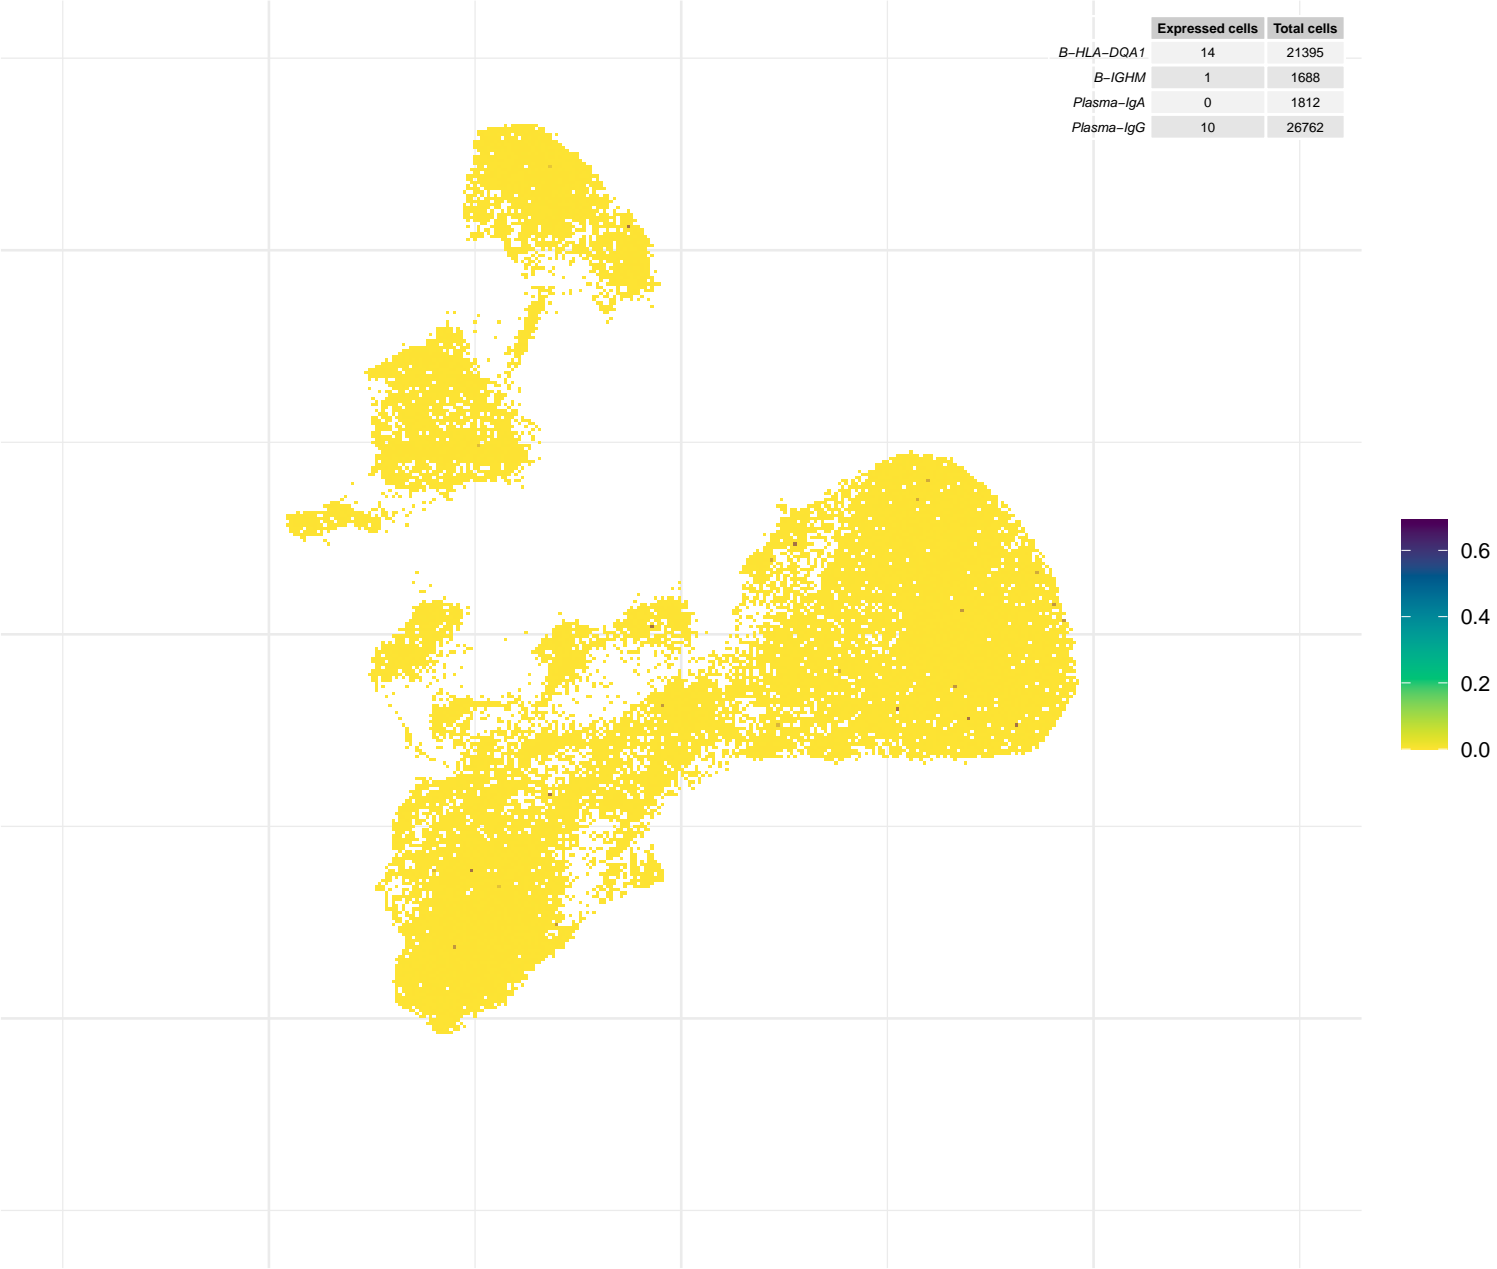 Expressed cells Total cells
B−HLA−DQA1 14 21395
B−IGHM 1 1688
Plasma−IgA 0 1812
Plasma−IgG 10 26762
0.6
0.4
0.2
0.0